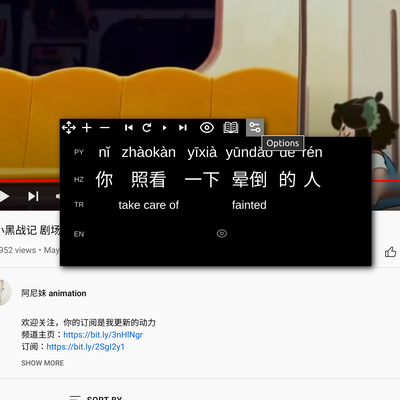 Options
PY nǐ zhàokàn yīxià yūndǎo de rén
HZ 你 照看 一下 晕倒 的 人
TR take care of fainted
EN
小黑战记 剧场
952 views • May
阿尼妹 animation
欢迎关注，你的订阅是我更新的动力
频道主页：https://bit.ly/3nHlNgr
订阅：https://bit.ly/2SgI2y1
SHOW MORE
SORT BY